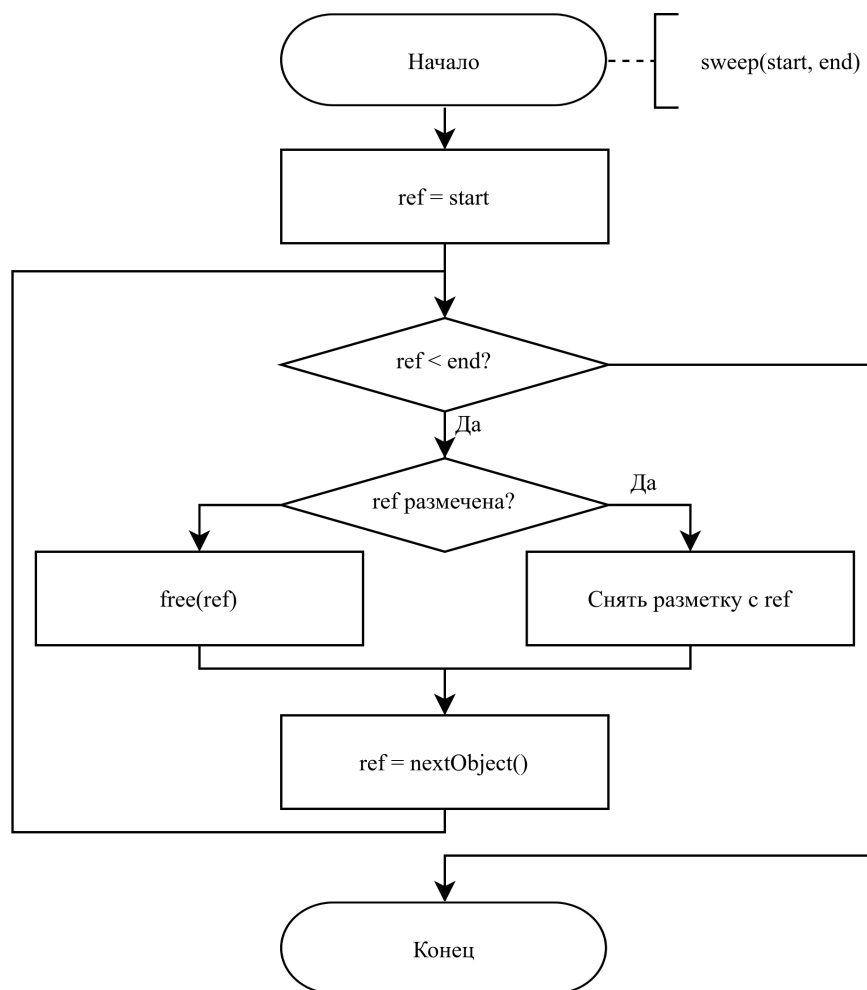 Начало
sweep(start, end)
ref = start
ref < end?
Да
ref размечена?
Да
free(ref)
Снять разметку с ref
ref = nextObject()
Конец